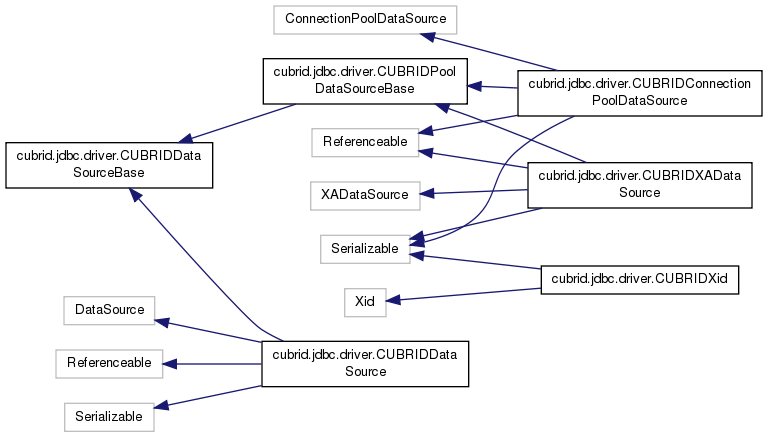 ConnectionPoolDataSource
cubrid.jdbc.driver.CUBRIDPool
DataSourceBase
cubrid.jdbc.driver.CUBRIDConnection
PoolDataSource
Referenceable
cubrid.jdbc.driver.CUBRIDData
SourceBase
cubrid.jdbc.driver.CUBRIDXAData
Source
XADataSource
Serializable
cubrid.jdbc.driver.CUBRIDXid
Xid
DataSource
cubrid.jdbc.driver.CUBRIDData
Source
Referenceable
Serializable